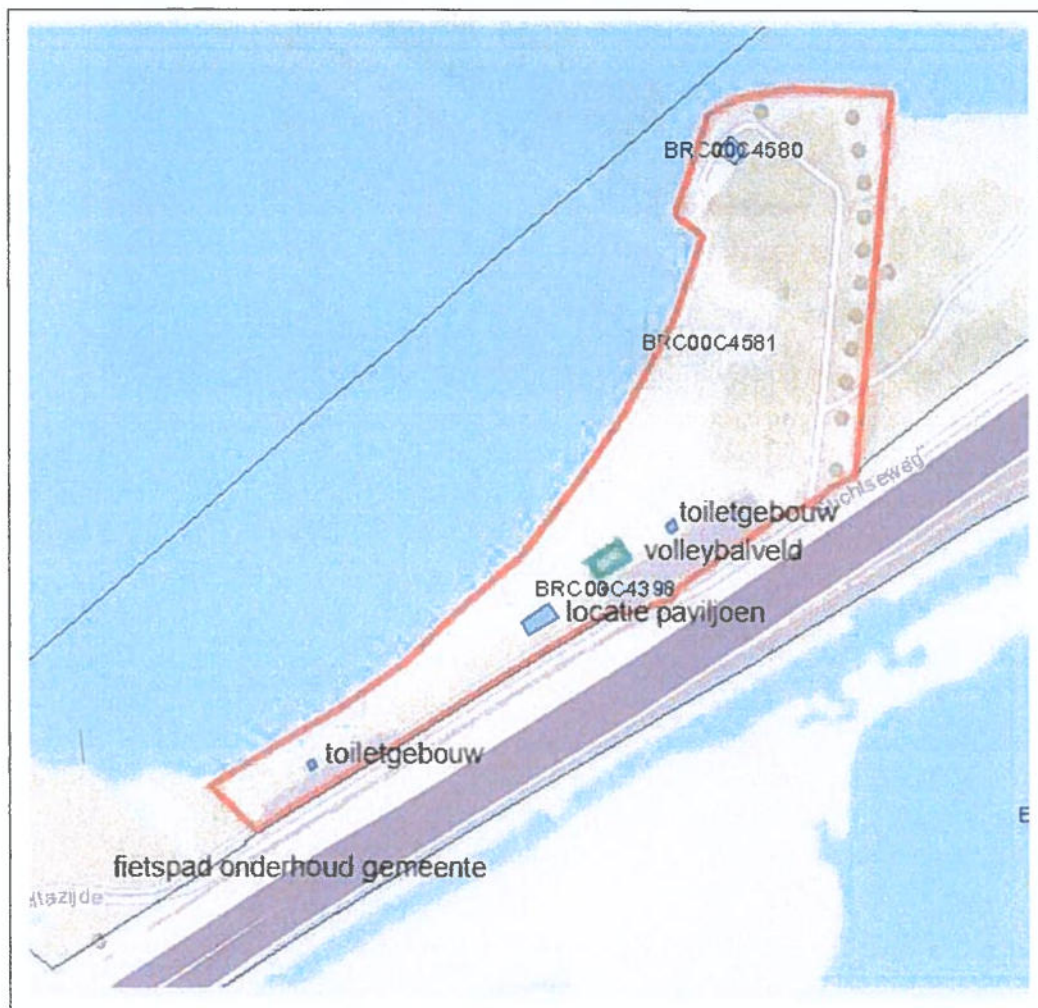 BRC00C4580
BRC00C4581
toiletgebouw
volleybalveld
BRC00C4398
locatie paviljoen
toiletgebouw
fietspad onderhoud gemeente
E